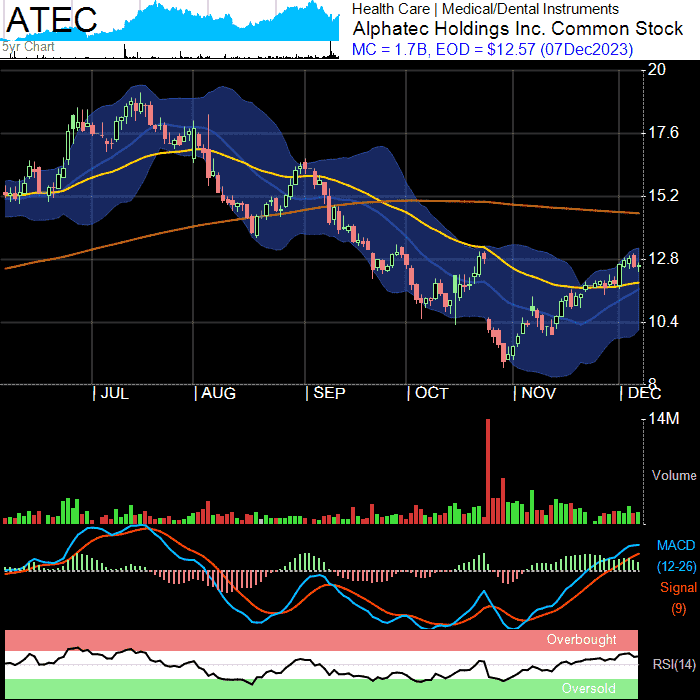 ATEC
5yr Chart
Health Care | Medical/Dental Instruments
Alphatec Holdings Inc. Common Stock
MC = 1.7B, EOD = $12.57 (07Dec2023)
20
17.6
15.2
12.8
10.4
8
JUL
AUG
SEP
OCT
NOV
DEC
14M
Volume
MACD
(12-26)
Signal
(9)
Overbought
RSI(14)
Oversold